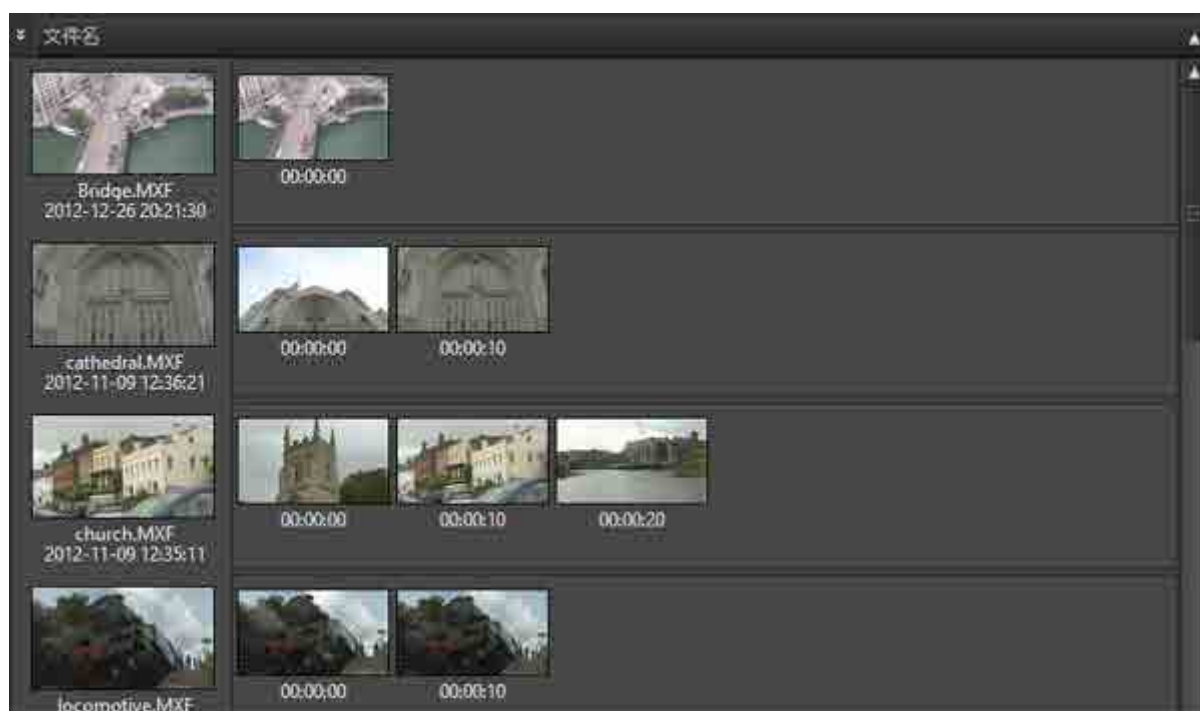 文件名
00:00:00
Bridge.MXF
2012-12-26 20:21:30
00:00:00
00:00:10
cathedral.MXF
2012-11-09 12:36:21
00:00:00
00:00:10
00:00:20
church.MXF
2012-11-09 12:35:11
00:00:00
00:00:10
locomotive.MXF